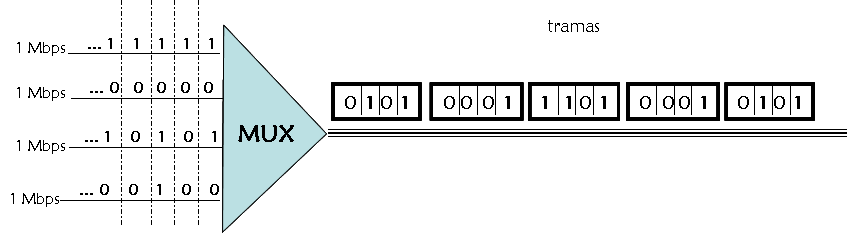 tramas
1 Mbps ... 1 1 1 1 1
1 Mbps ... 0 0 0 0 0
1 Mbps ... 1 0 1 0 1
1 Mbps ... 0 0 1 0 0
MUX
0 1 0 1 0 0 0 1 1 1 0 1 0 0 0 1 0 1 0 1